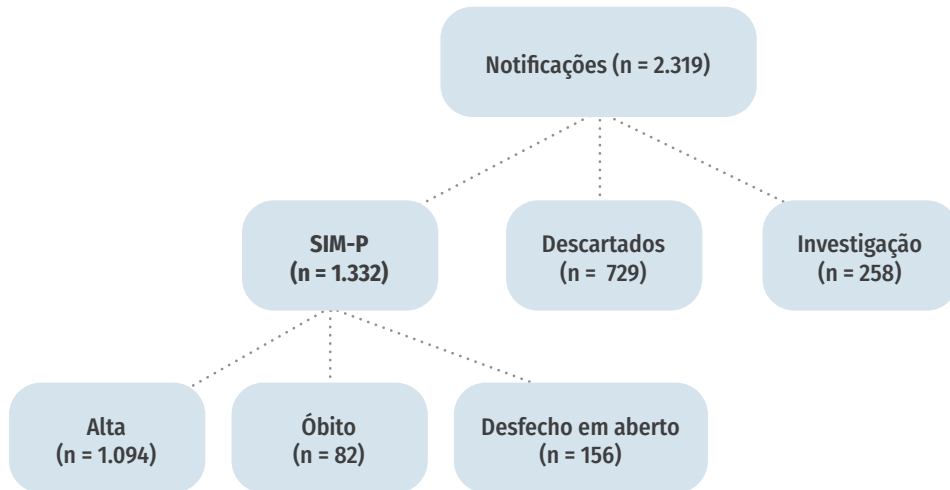 Notificações (n = 2.319)
SIM-P
(n = 1.332)
Descartados
(n = 729)
Investigação
(n = 258)
Alta
(n = 1.094)
Óbito
(n = 82)
Desfecho em aberto
(n = 156)